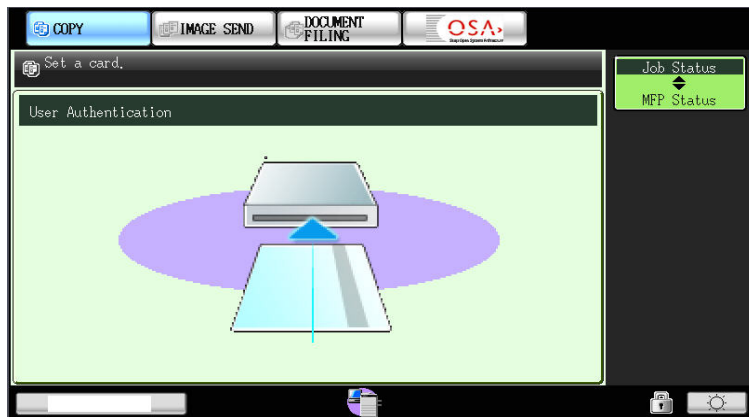 COPY
IMAGE SEND
DOCUMENT
FILING
OSA
Set a card.
Job Status
MFP Status
User Authentication